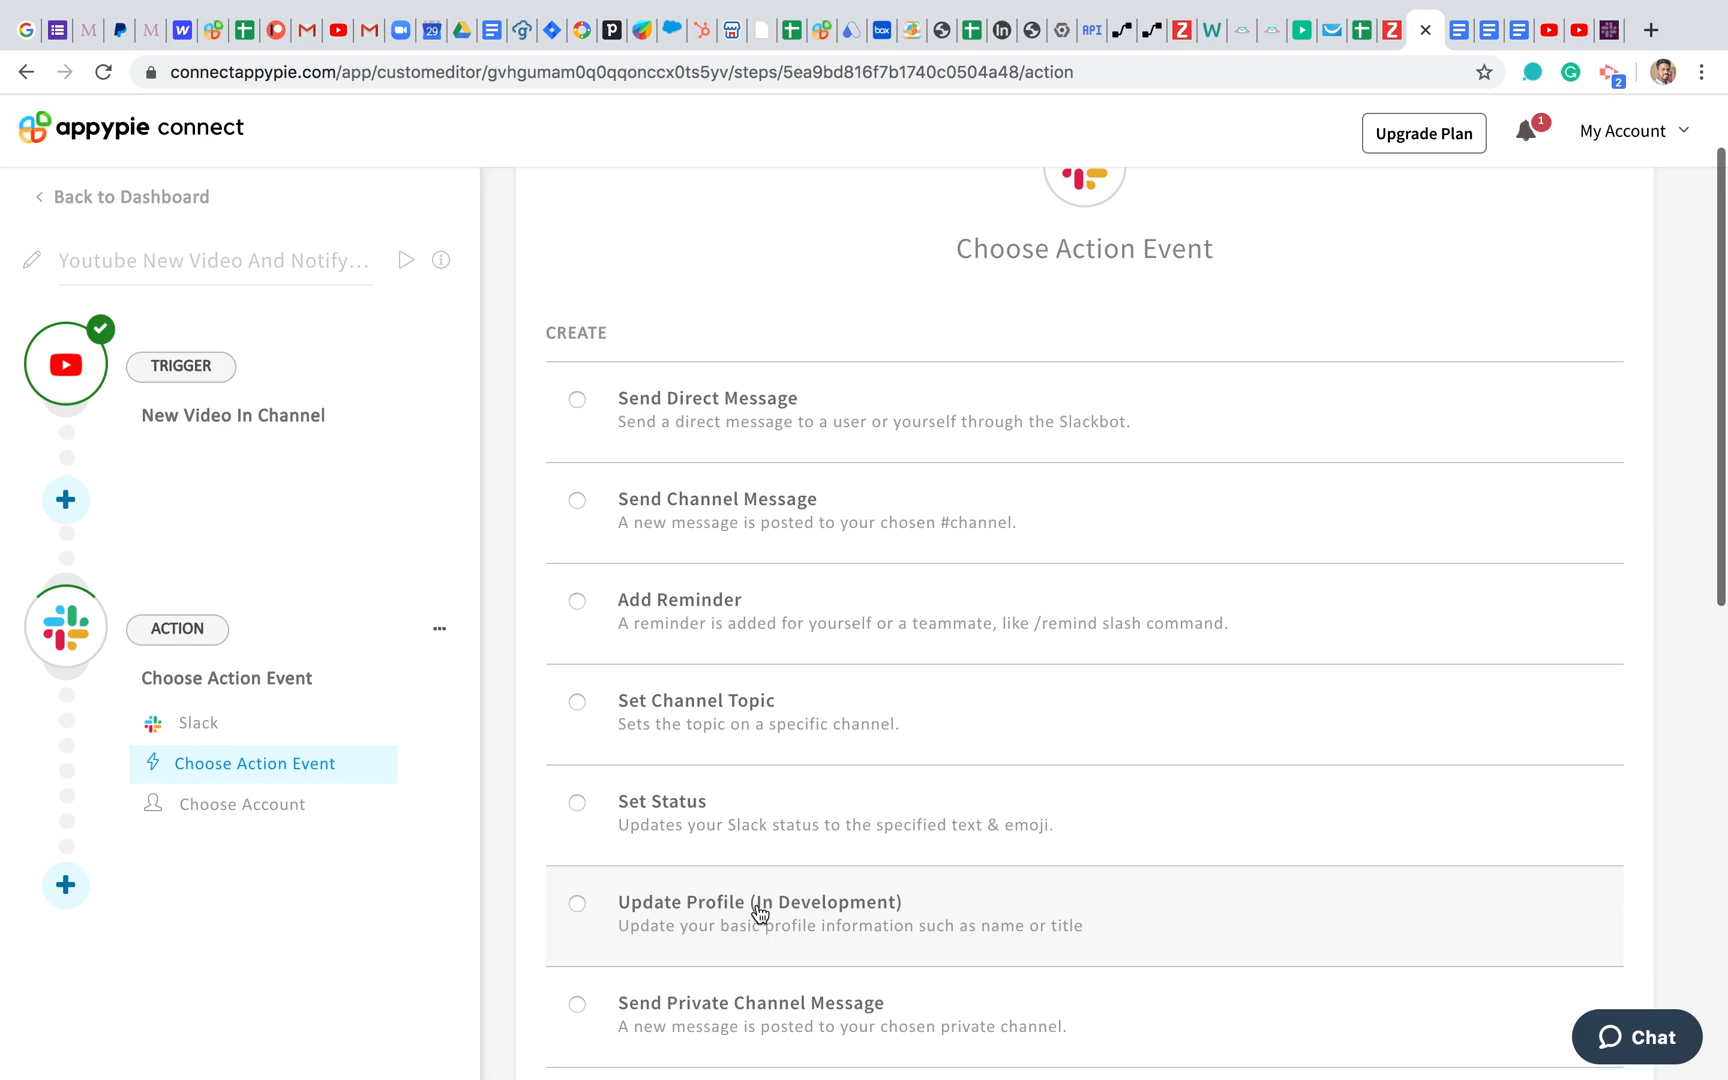 29
box
API
connectappypie.com/app/customeditor/gvhgumam0q0qqonccx0ts5yv/steps/5ea9bd816f7b1740c0504a48/action
2
appypie connect
Upgrade Plan
1
My Account
Back to Dashboard
Youtube New Video And Notify...
TRIGGER
New Video In Channel
ACTION
Choose Action Event
Slack
Choose Action Event
Choose Account
Choose Action Event
CREATE
Send Direct Message
Send a direct message to a user or yourself through the Slackbot.
Send Channel Message
A new message is posted to your chosen #channel.
Add Reminder
A reminder is added for yourself or a teammate, like /remind slash command.
Set Channel Topic
Sets the topic on a specific channel.
Set Status
Updates your Slack status to the specified text & emoji.
Update Profile (In Development)
Update your basic profile information such as name or title
Send Private Channel Message
A new message is posted to your chosen private channel.
Chat